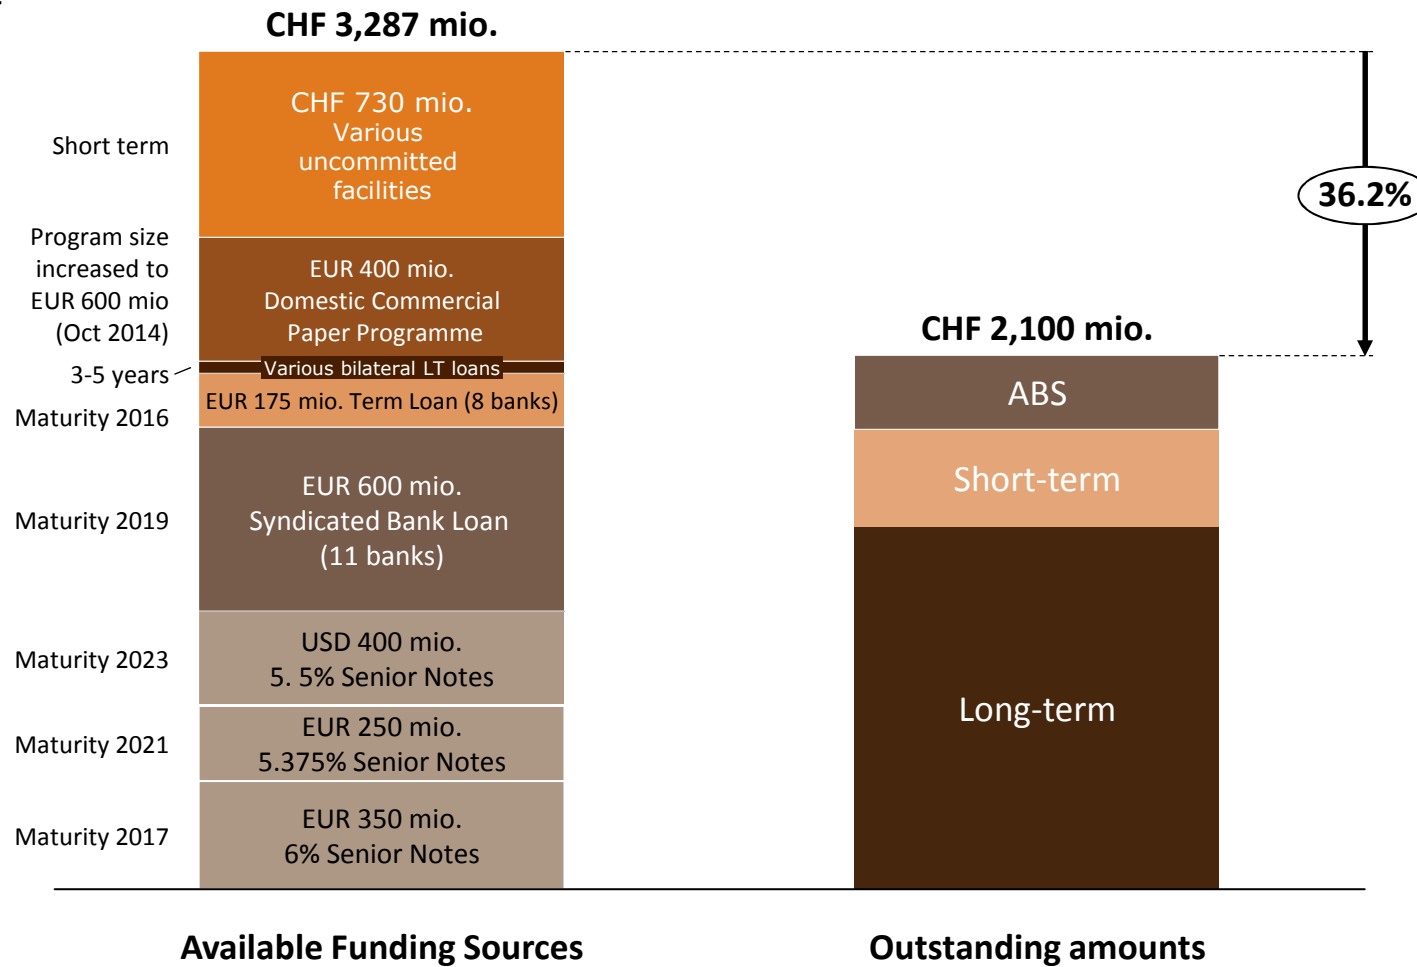 CHF 3,287 mio.
CHF 730 mio.
Various
uncommitted
facilities
Short term
36.2%
Program size
increased to
EUR 600 mio
(Oct 2014)
EUR 400 mio.
Domestic Commercial
Paper Programme
CHF 2,100 mio.
3-5 years
Various bilateral LT loans
Maturity 2016
EUR 175 mio. Term Loan (8 banks)
ABS
Short-term
Maturity 2019
EUR 600 mio.
Syndicated Bank Loan
(11 banks)
Maturity 2023
USD 400 mio.
5. 5% Senior Notes
Long-term
Maturity 2021
EUR 250 mio.
5.375% Senior Notes
Maturity 2017
EUR 350 mio.
6% Senior Notes
Available Funding Sources
Outstanding amounts